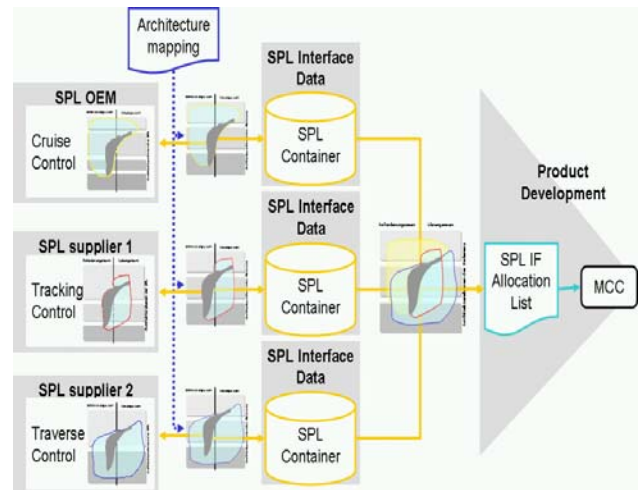 Architecture
mapping
SPL OEM
Cruise
Control
SPL Interface
Data
SPL
Container
SPL supplier 1
Tracking
Control
SPL Interface
Data
SPL
Container
SPL supplier 2
Traverse
Control
SPL Interface
Data
SPL
Container
Product
Development
SPL IF
Allocation
List
MCC